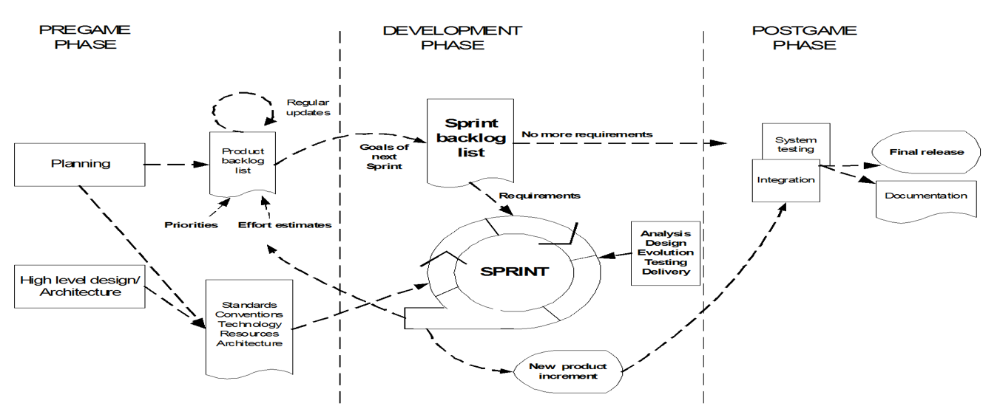 PREGAME
PHASE
DEVELOPMENT
PHASE
POSTGAME
PHASE
Regular
updates
Planning
Product
backlog
list
Priorities
Effort estimates
High level design/
Architecture
Standards
Conventions
Technology
Resources
Architecture
Goals of
next
Sprint
Sprint
backlog
list
No more requirements
Requirements
SPRINT
Analysis
Design
Evolution
Testing
Delivery
New product
increment
System
testing
Integration
Final release
Documentation